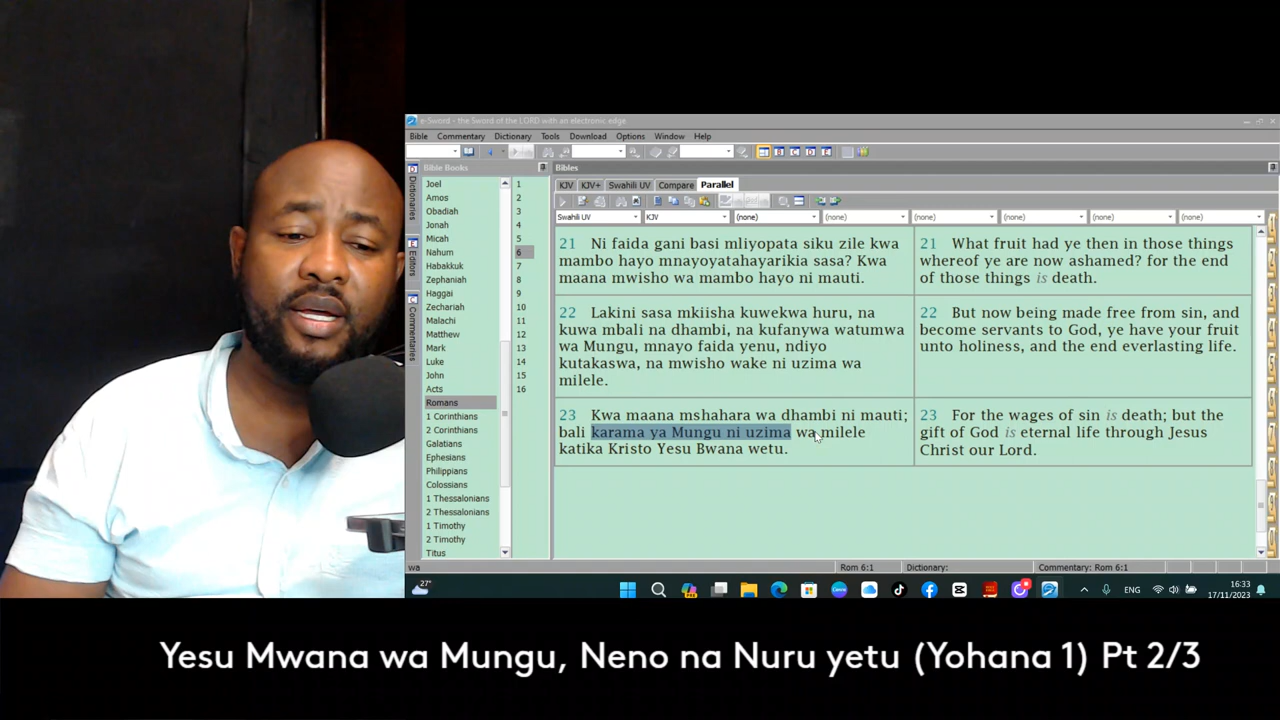 e-Sword - the Sword of the LORD with an electronic edge
Bible Commentary Dictionary Tools Download Options Window Help
Bible Books
Bibles
KJV KJV+ Swahili UV Compare Parallel
Swahili UV KJV (none) (none) (none) (none) (none) (none)
Dictionaries
Editors
Commentaries
Joel
Amos
Obadiah
Jonah
Micah
Nahum
Habakkuk
Zephaniah
Haggai
Zechariah
Malachi
Matthew
Mark
Luke
John
Acts
Romans
1 Corinthians
2 Corinthians
Galatians
Ephesians
Philippians
Colossians
1 Thessalonians
2 Thessalonians
1 Timothy
2 Timothy
Titus
1
2
3
4
5
6
7
8
9
10
11
12
13
14
15
16
21 Ni faida gani basi mliyopata siku zile kwa
mambo hayo mnayoyatahayarikia sasa? Kwa
maana mwisho wa mambo hayo ni mauti.
21 What fruit had ye then in those things
whereof ye are now ashamed? for the end
of those things is death.
22 Lakini sasa mkiisha kuwekwa huru, na
kuwa mbali na dhambi, na kufanywa watumwa
wa Mungu, mnayo faida yenu, ndiyo
kutakaswa, na mwisho wake ni uzima wa
milele.
22 But now being made free from sin, and
become servants to God, ye have your fruit
unto holiness, and the end everlasting life.
23 Kwa maana mshahara wa dhambi ni mauti;
bali karama ya Mungu ni uzima wa milele
katika Kristo Yesu Bwana wetu.
23 For the wages of sin is death; but the
gift of God is eternal life through Jesus
Christ our Lord.
wa Rom 6:1 Dictionary: Commentary: Rom 6:1
27° ENG 16:33
17/11/2023
Yesu Mwana wa Mungu, Neno na Nuru yetu (Yohana 1) Pt 2/3